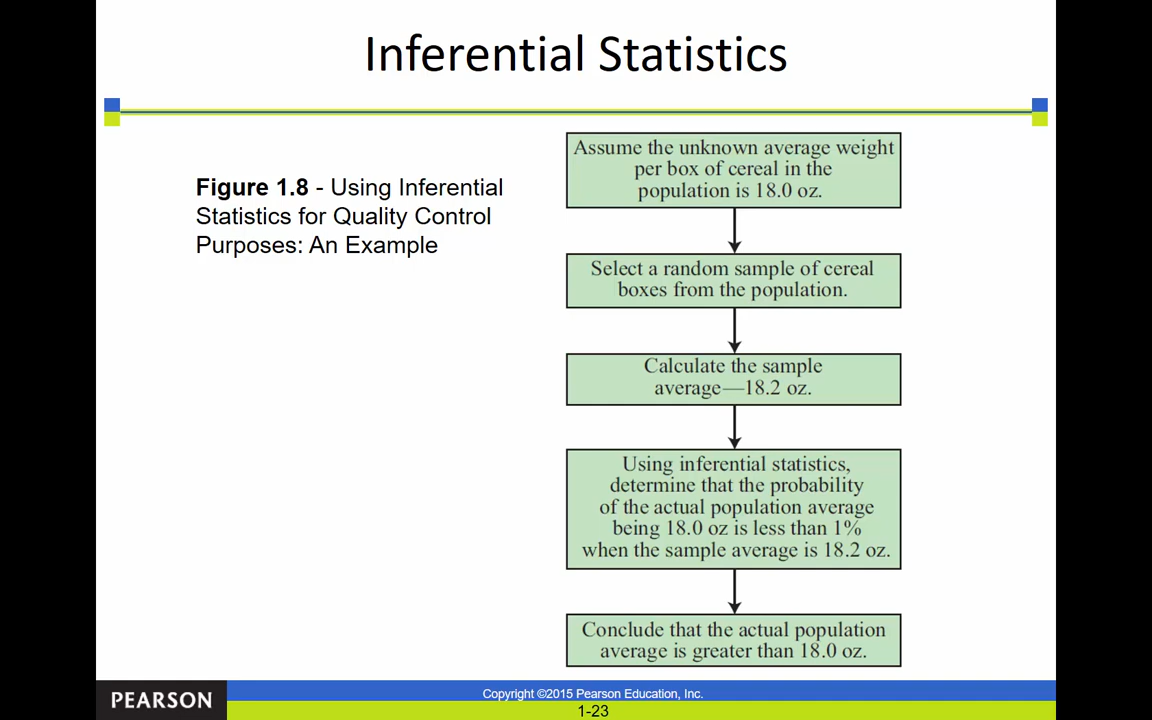 Inferential Statistics
Figure 1.8 - Using Inferential
Statistics for Quality Control
Purposes: An Example
Assume the unknown average weight
per box of cereal in the
population is 18.0 oz.
Select a random sample of cereal
boxes from the population.
Calculate the sample
average—18.2 oz.
Using inferential statistics,
determine that the probability
of the actual population average
being 18.0 oz is less than 1%
when the sample average is 18.2 oz.
Conclude that the actual population
average is greater than 18.0 oz.
PEARSON
Copyright ©2015 Pearson Education, Inc.
1-23